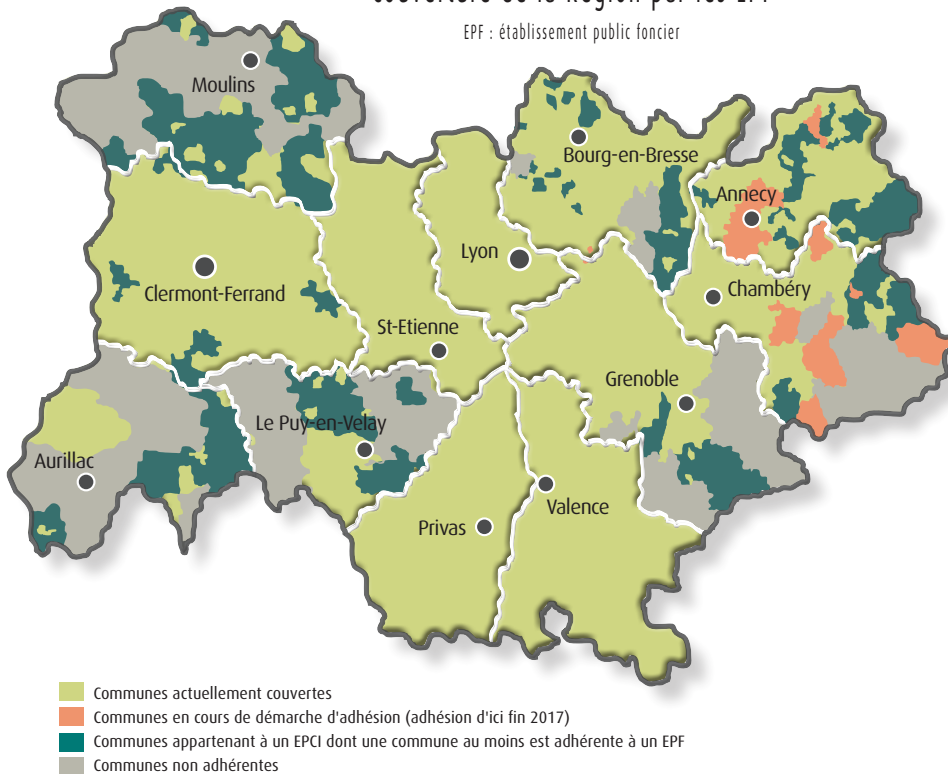 EPF : établissement public foncier
Moulins
Bourg-en-Bresse
Annecy
Lyon
Clermont-Ferrand
Chambéry
St-Etienne
Grenoble
Le Puy-en-Velay
Aurillac
Valence
Privas
Communes actuellement couvertes
Communes en cours de démarche d'adhésion (adhésion d'ici fin 2017)
Communes appartenant à un EPCI dont une commune au moins est adhérente à un EPF
Communes non adhérentes